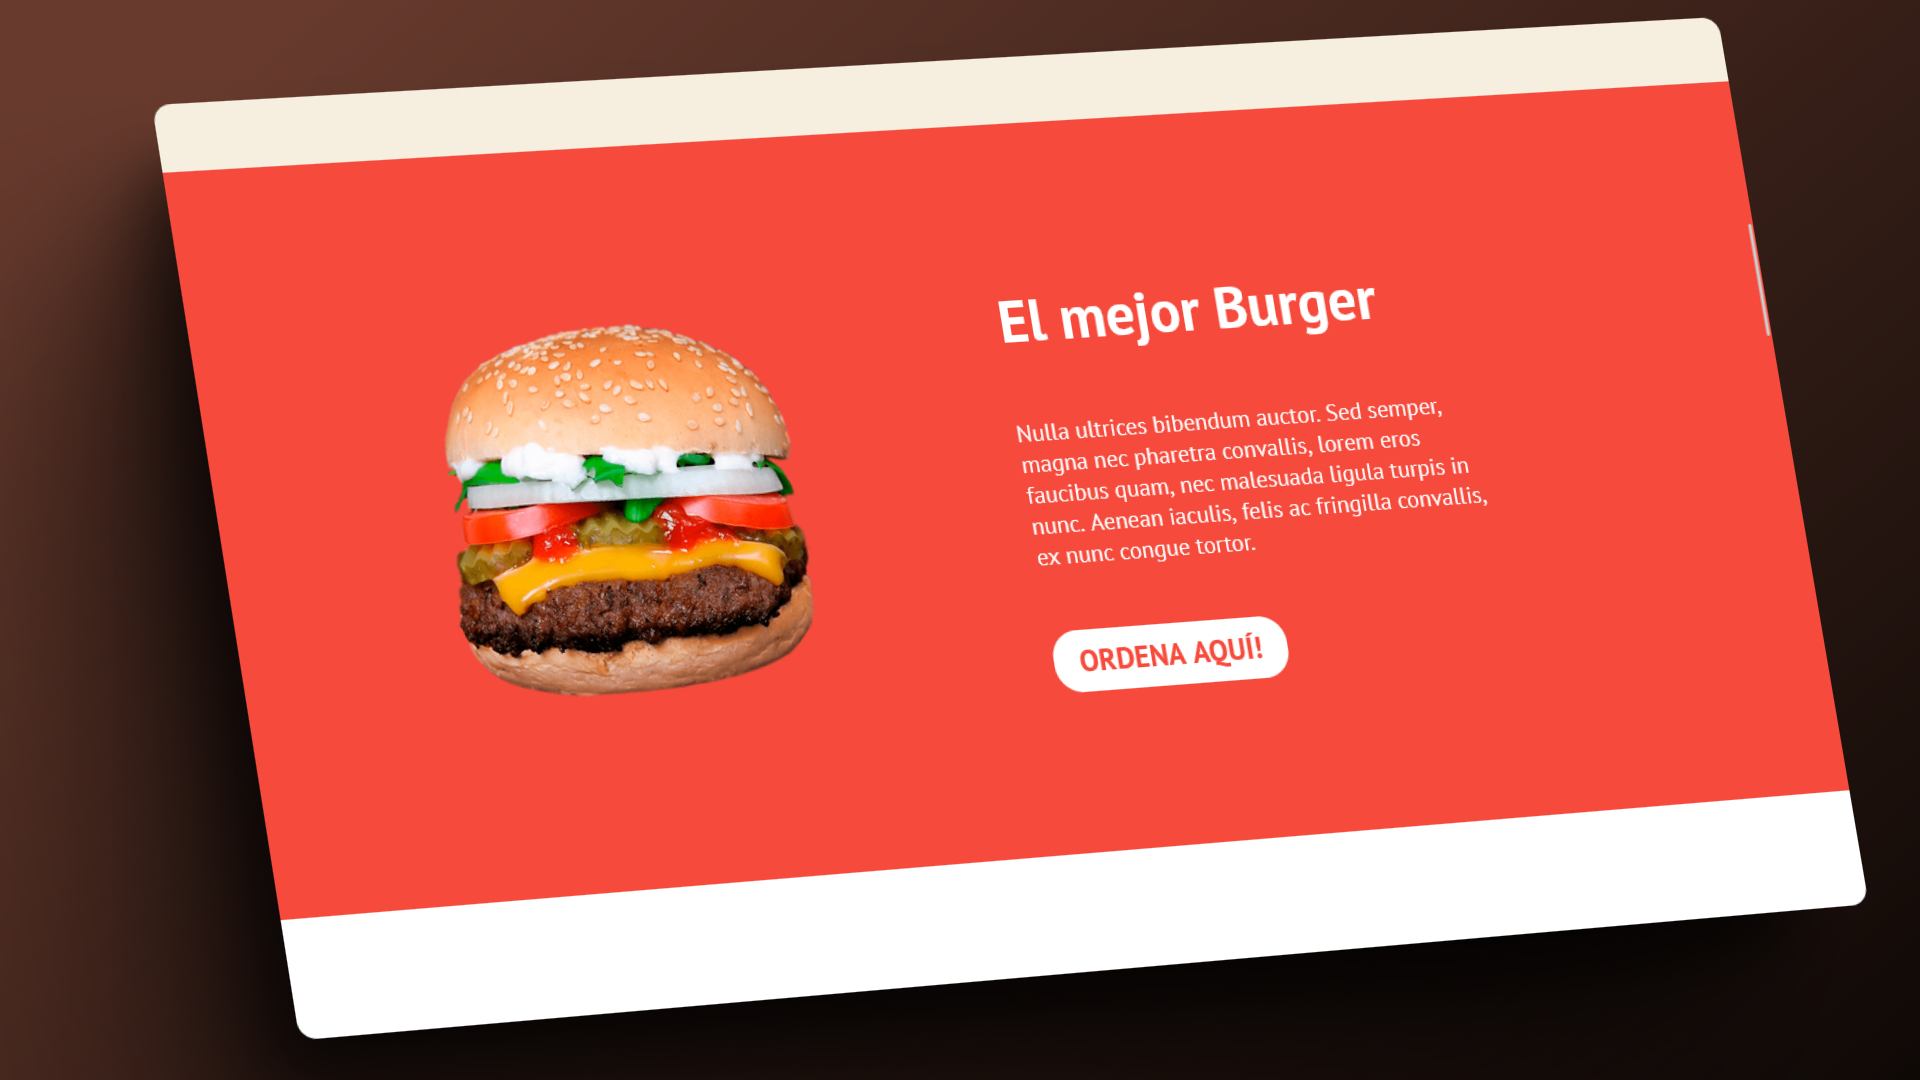 El mejor Burger
Nulla ultrices bibendum auctor. Sed semper,
magna nec pharetra convallis, lorem eros
faucibus quam, nec malesuada ligula turpis in
nunc. Aenean iaculis, felis ac fringilla convallis,
ex nunc congue tortor.
ORDENA AQUÍ!